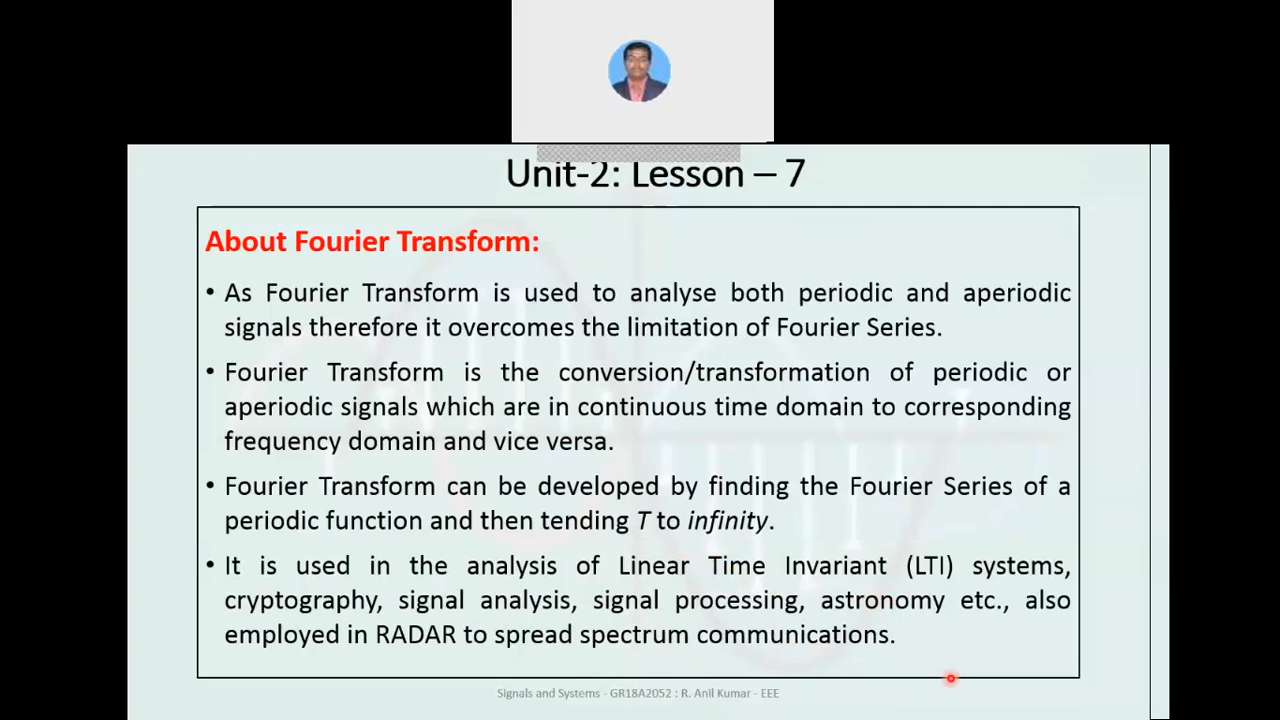 Unit-2: Lesson – 7
About Fourier Transform:
• As Fourier Transform is used to analyse both periodic and aperiodic
signals therefore it overcomes the limitation of Fourier Series.
• Fourier Transform is the conversion/transformation of periodic or
aperiodic signals which are in continuous time domain to corresponding
frequency domain and vice versa.
• Fourier Transform can be developed by finding the Fourier Series of a
periodic function and then tending T to infinity.
• It is used in the analysis of Linear Time Invariant (LTI) systems,
cryptography, signal analysis, signal processing, astronomy etc., also
employed in RADAR to spread spectrum communications.
Signals and Systems - GR18A2052 : R. Anil Kumar - EEE